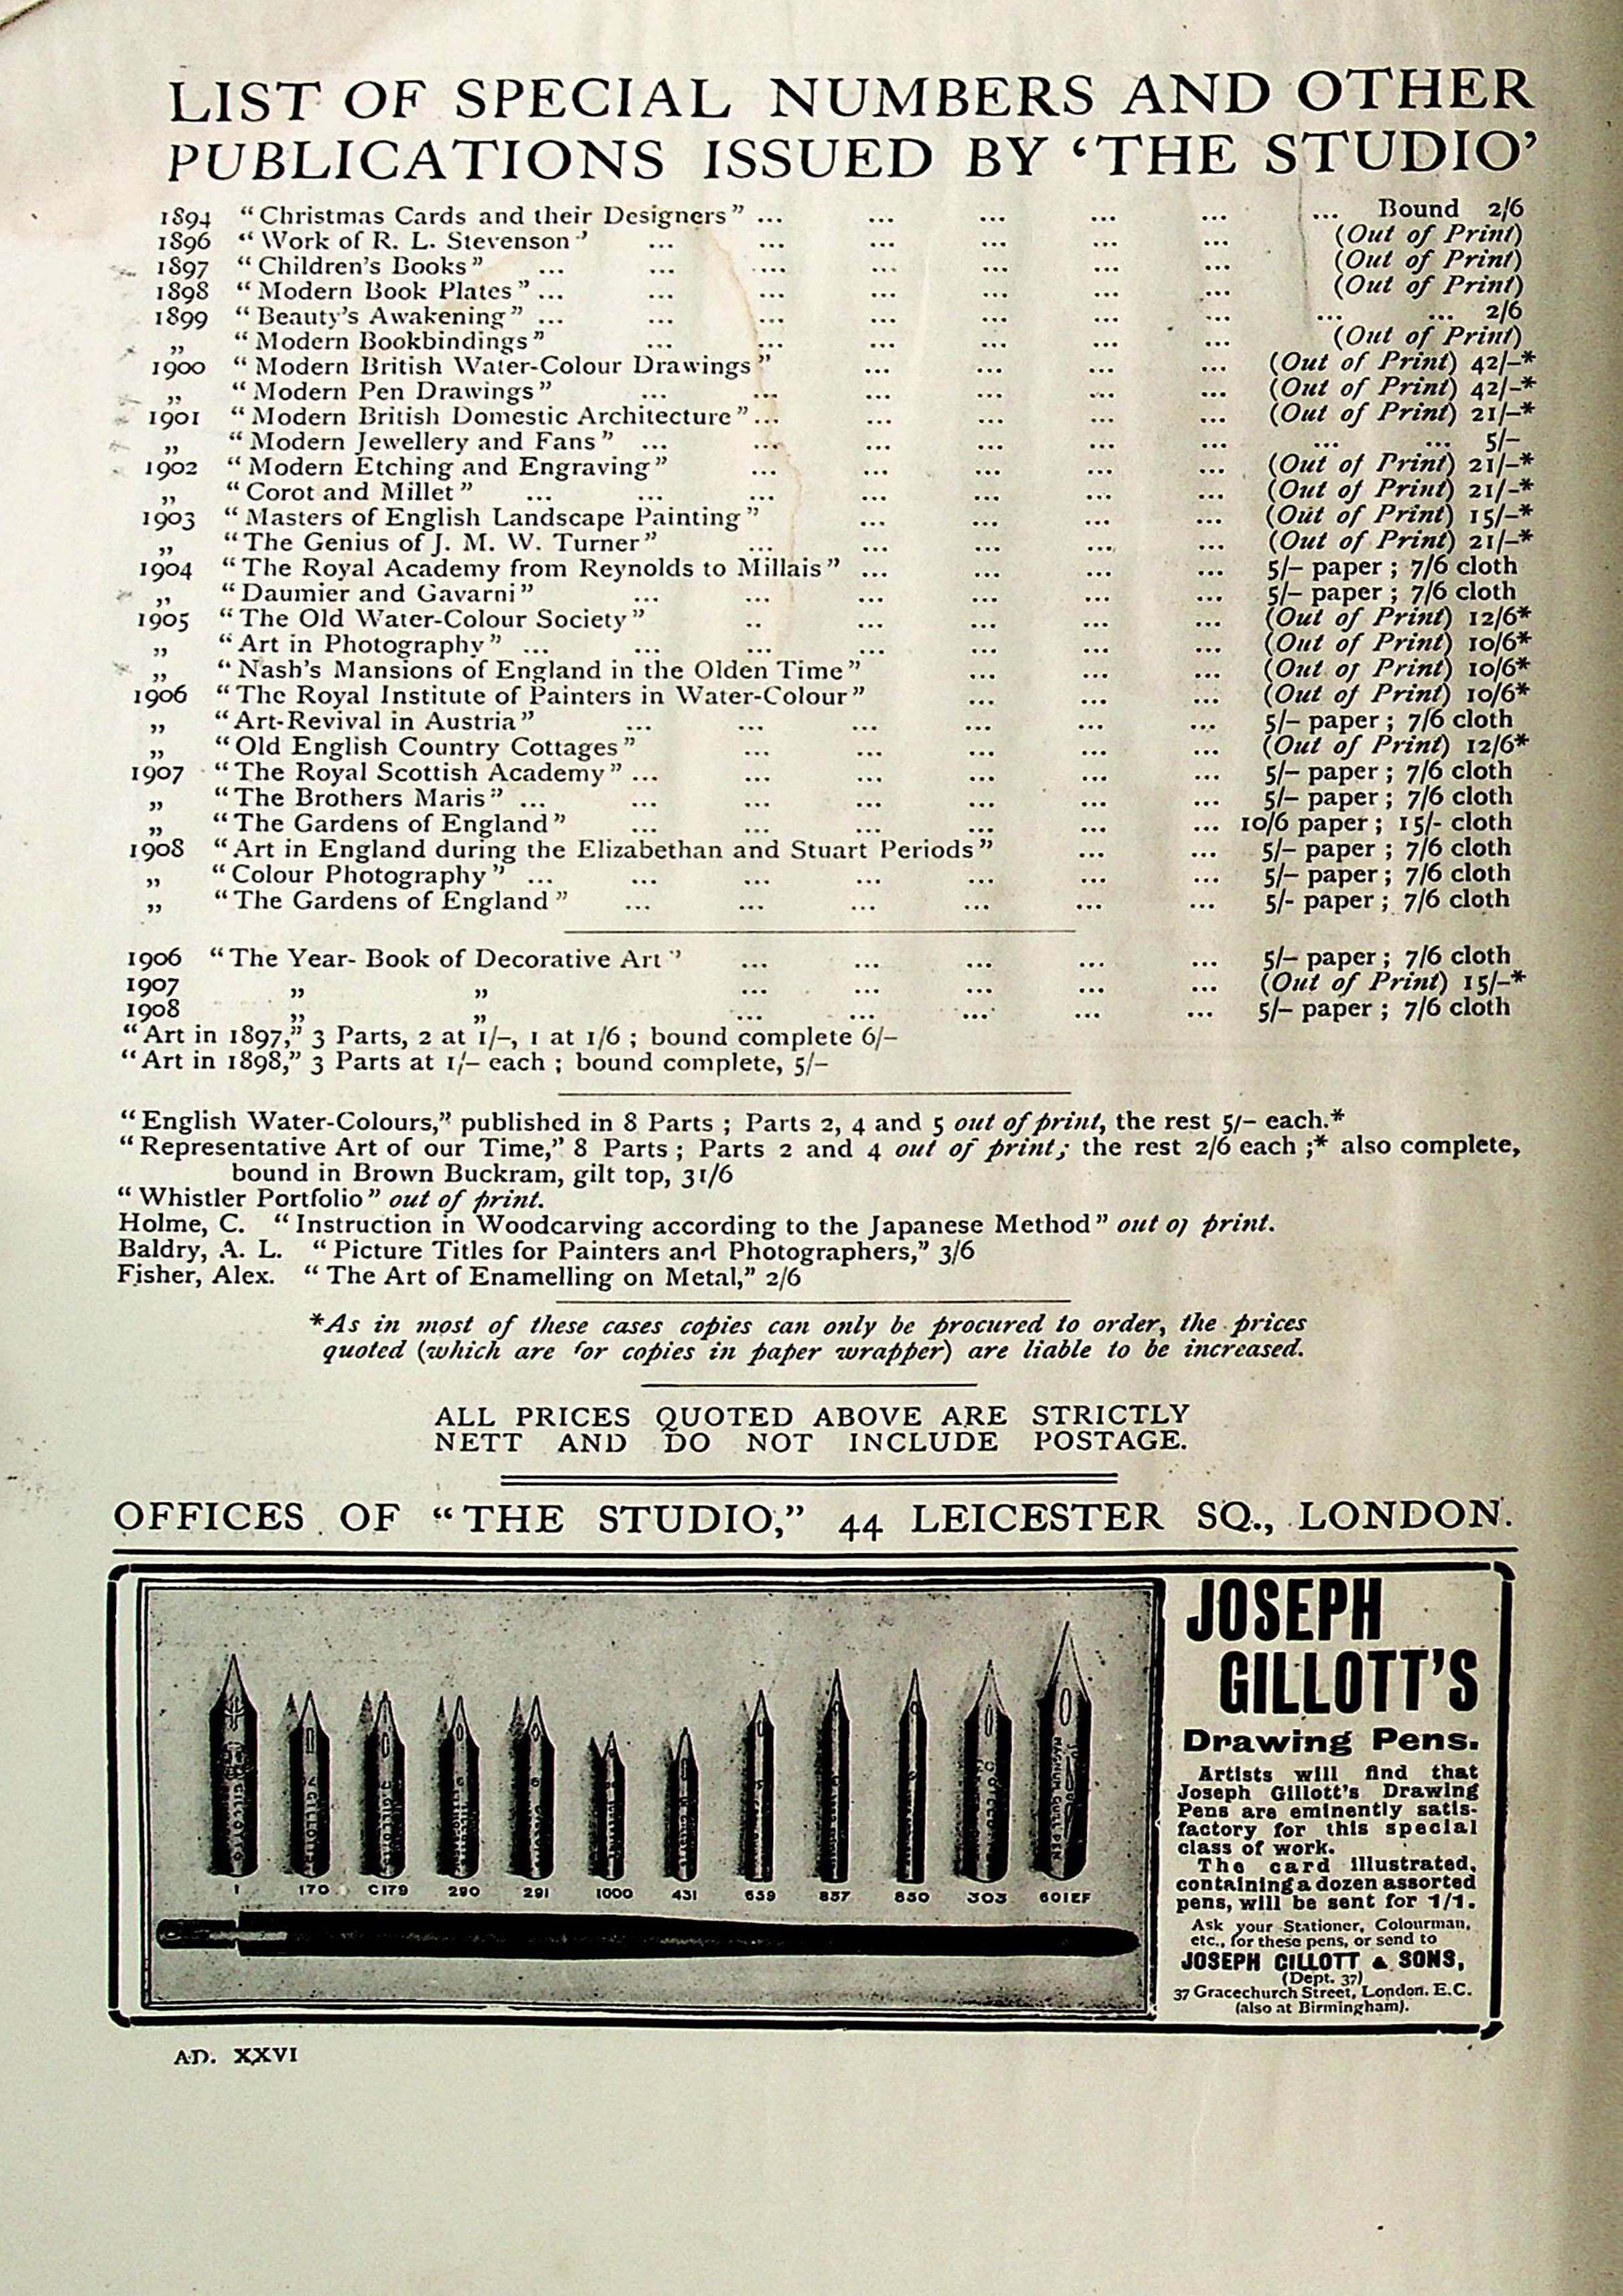 LIST OF SPECIAL NUMBERS AND OTHER
PUBLICATIONS ISSUED BY ‘THE STUDIO’
1894 “Christmas Cards and their Designers” ... ... ... ... ... ... Bound 2/6
1896 “Work of R. L. Stevenson” ... ... ... ... ... ... (Out of Print)
1897 “Children’s Books” ... ... ... ... ... ... ... (Out of Print)
1898 “Modern Book Plates” ... ... ... ... ... ... ... (Out of Print)
1899 “Beauty’s Awakening” ... ... ... ... ... ... ... ... ... 2/6
„ “Modern Bookbindings” ... ... ... ... ... ... (Out of Print)
1900 “Modern British Water-Colour Drawings” ... ... ... ... (Out of Print) 42/–*
„ “Modern Pen Drawings” ... ... ... ... ... ... (Out of Print) 42/–*
1901 “Modern British Domestic Architecture” ... ... ... ... ... (Out of Print) 21/–*
„ “Modern Jewellery and Fans” ... ... ... ... ... ... ... ... 5/–
1902 “Modern Etching and Engraving” ... ... ... ... ... (Out of Print) 21/–*
„ “Corot and Millet” ... ... ... ... ... ... ... (Out of Print) 21/–*
1903 “Masters of English Landscape Painting” ... ... ... ... (Out of Print) 15/–*
„ “The Genius of J. M. W. Turner” ... ... ... ... ... (Out of Print) 21/–*
1904 “The Royal Academy from Reynolds to Millais” ... ... ... ... 5/– paper ; 7/6 cloth
„ “Daumier and Gavarni” ... ... ... ... ... ... 5/– paper ; 7/6 cloth
1905 “The Old Water-Colour Society” .. ... ... ... ... (Out of Print) 12/6*
„ “Art in Photography” ... ... ... ... ... ... ... (Out of Print) 10/6*
„ “Nash’s Mansions of England in the Olden Time” ... ... ... (Out of Print) 10/6*
1906 “The Royal Institute of Painters in Water-Colour” ... ... ... (Out of Print) 10/6*
„ “Art-Revival in Austria” ... ... ... ... ... ... 5/– paper ; 7/6 cloth
„ “Old English Country Cottages” ... ... ... ... ... (Out of Print) 12/6*
1907 “The Royal Scottish Academy” ... ... ... ... ... ... 5/– paper ; 7/6 cloth
„ “The Brothers Maris” ... ... ... ... ... ... ... 5/– paper ; 7/6 cloth
„ “The Gardens of England” ... ... ... ... ... ... 10/6 paper ; 15/- cloth
1908 “Art in England during the Elizabethan and Stuart Periods” ... ... 5/– paper ; 7/6 cloth
„ “Colour Photography” ... ... ... ... ... ... ... 5/– paper ; 7/6 cloth
„ “The Gardens of England” ... ... ... ... ... ... 5/- paper ; 7/6 cloth
1906 “The Year- Book of Decorative Art” ... ... ... ... ... 5/– paper ; 7/6 cloth
1907 „ „ ... ... ... ... ... (Out of Print) 15/–*
1908 „ „ ... ... ... ... ... 5/– paper ; 7/6 cloth
“Art in 1897,” 3 Parts, 2 at 1/–, 1 at 1/6 ; bound complete 6/–
“Art in 1898,” 3 Parts at 1/– each ; bound complete, 5/–
“English Water-Colours,” published in 8 Parts ; Parts 2, 4 and 5 out of print, the rest 5/– each.*
“Representative Art of our Time,” 8 Parts ; Parts 2 and 4 out of print; the rest 2/6 each ;* also complete,
bound in Brown Buckram, gilt top, 31/6
“Whistler Portfolio” out of print.
Holme, C. “Instruction in Woodcarving according to the Japanese Method” out of print.
Baldry, A. L. “Picture Titles for Painters and Photographers,” 3/6
Fisher, Alex. “The Art of Enamelling on Metal,” 2/6
*As in most of these cases copies can only be procured to order, the prices
quoted (which are for copies in paper wrapper) are liable to be increased.
ALL PRICES QUOTED ABOVE ARE STRICTLY
NETT AND DO NOT INCLUDE POSTAGE.
OFFICES OF “THE STUDIO,” 44 LEICESTER SQ., LONDON.
1 170 C179 290 291 1000 431 659 857 850 303 601EF
JOSEPH
GILLOTT’S
Drawing Pens.
Artists will find that
Joseph Gillott’s Drawing
Pens are eminently satis-
factory for this special
class of work.
The card illustrated,
containing a dozen assorted
pens, will be sent for 1/1.
Ask your Stationer, Colourman,
etc., for these pens, or send to
JOSEPH GILLOTT & SONS,
(Dept. 37)
37 Gracechurch Street, London. E.C.
(also at Birmingham).
AD. XXVI